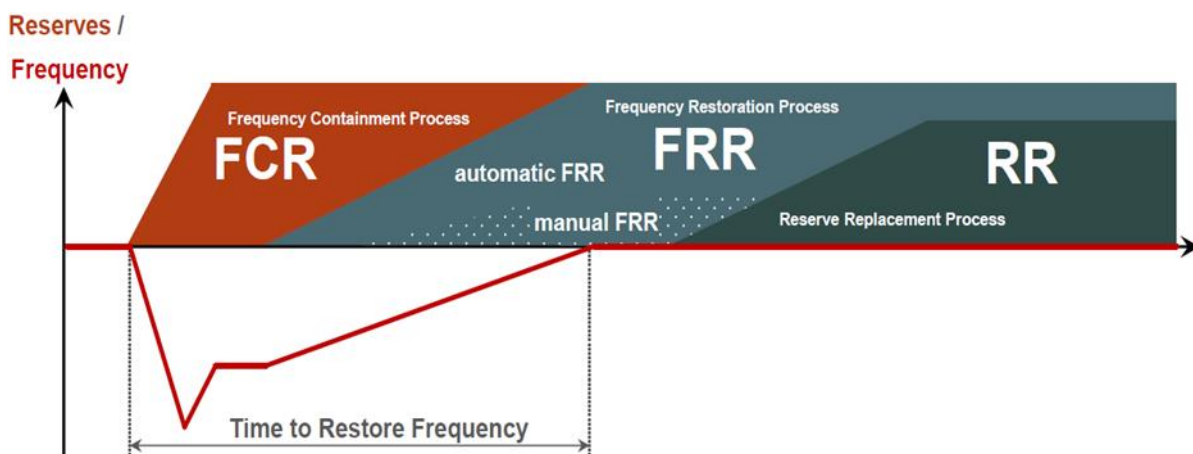 Reserves /
Frequency
Frequency Containment Process
FCR
Frequency Restoration Process
FRR
automatic FRR
manual FRR
RR
Reserve Replacement Process
Time to Restore Frequency